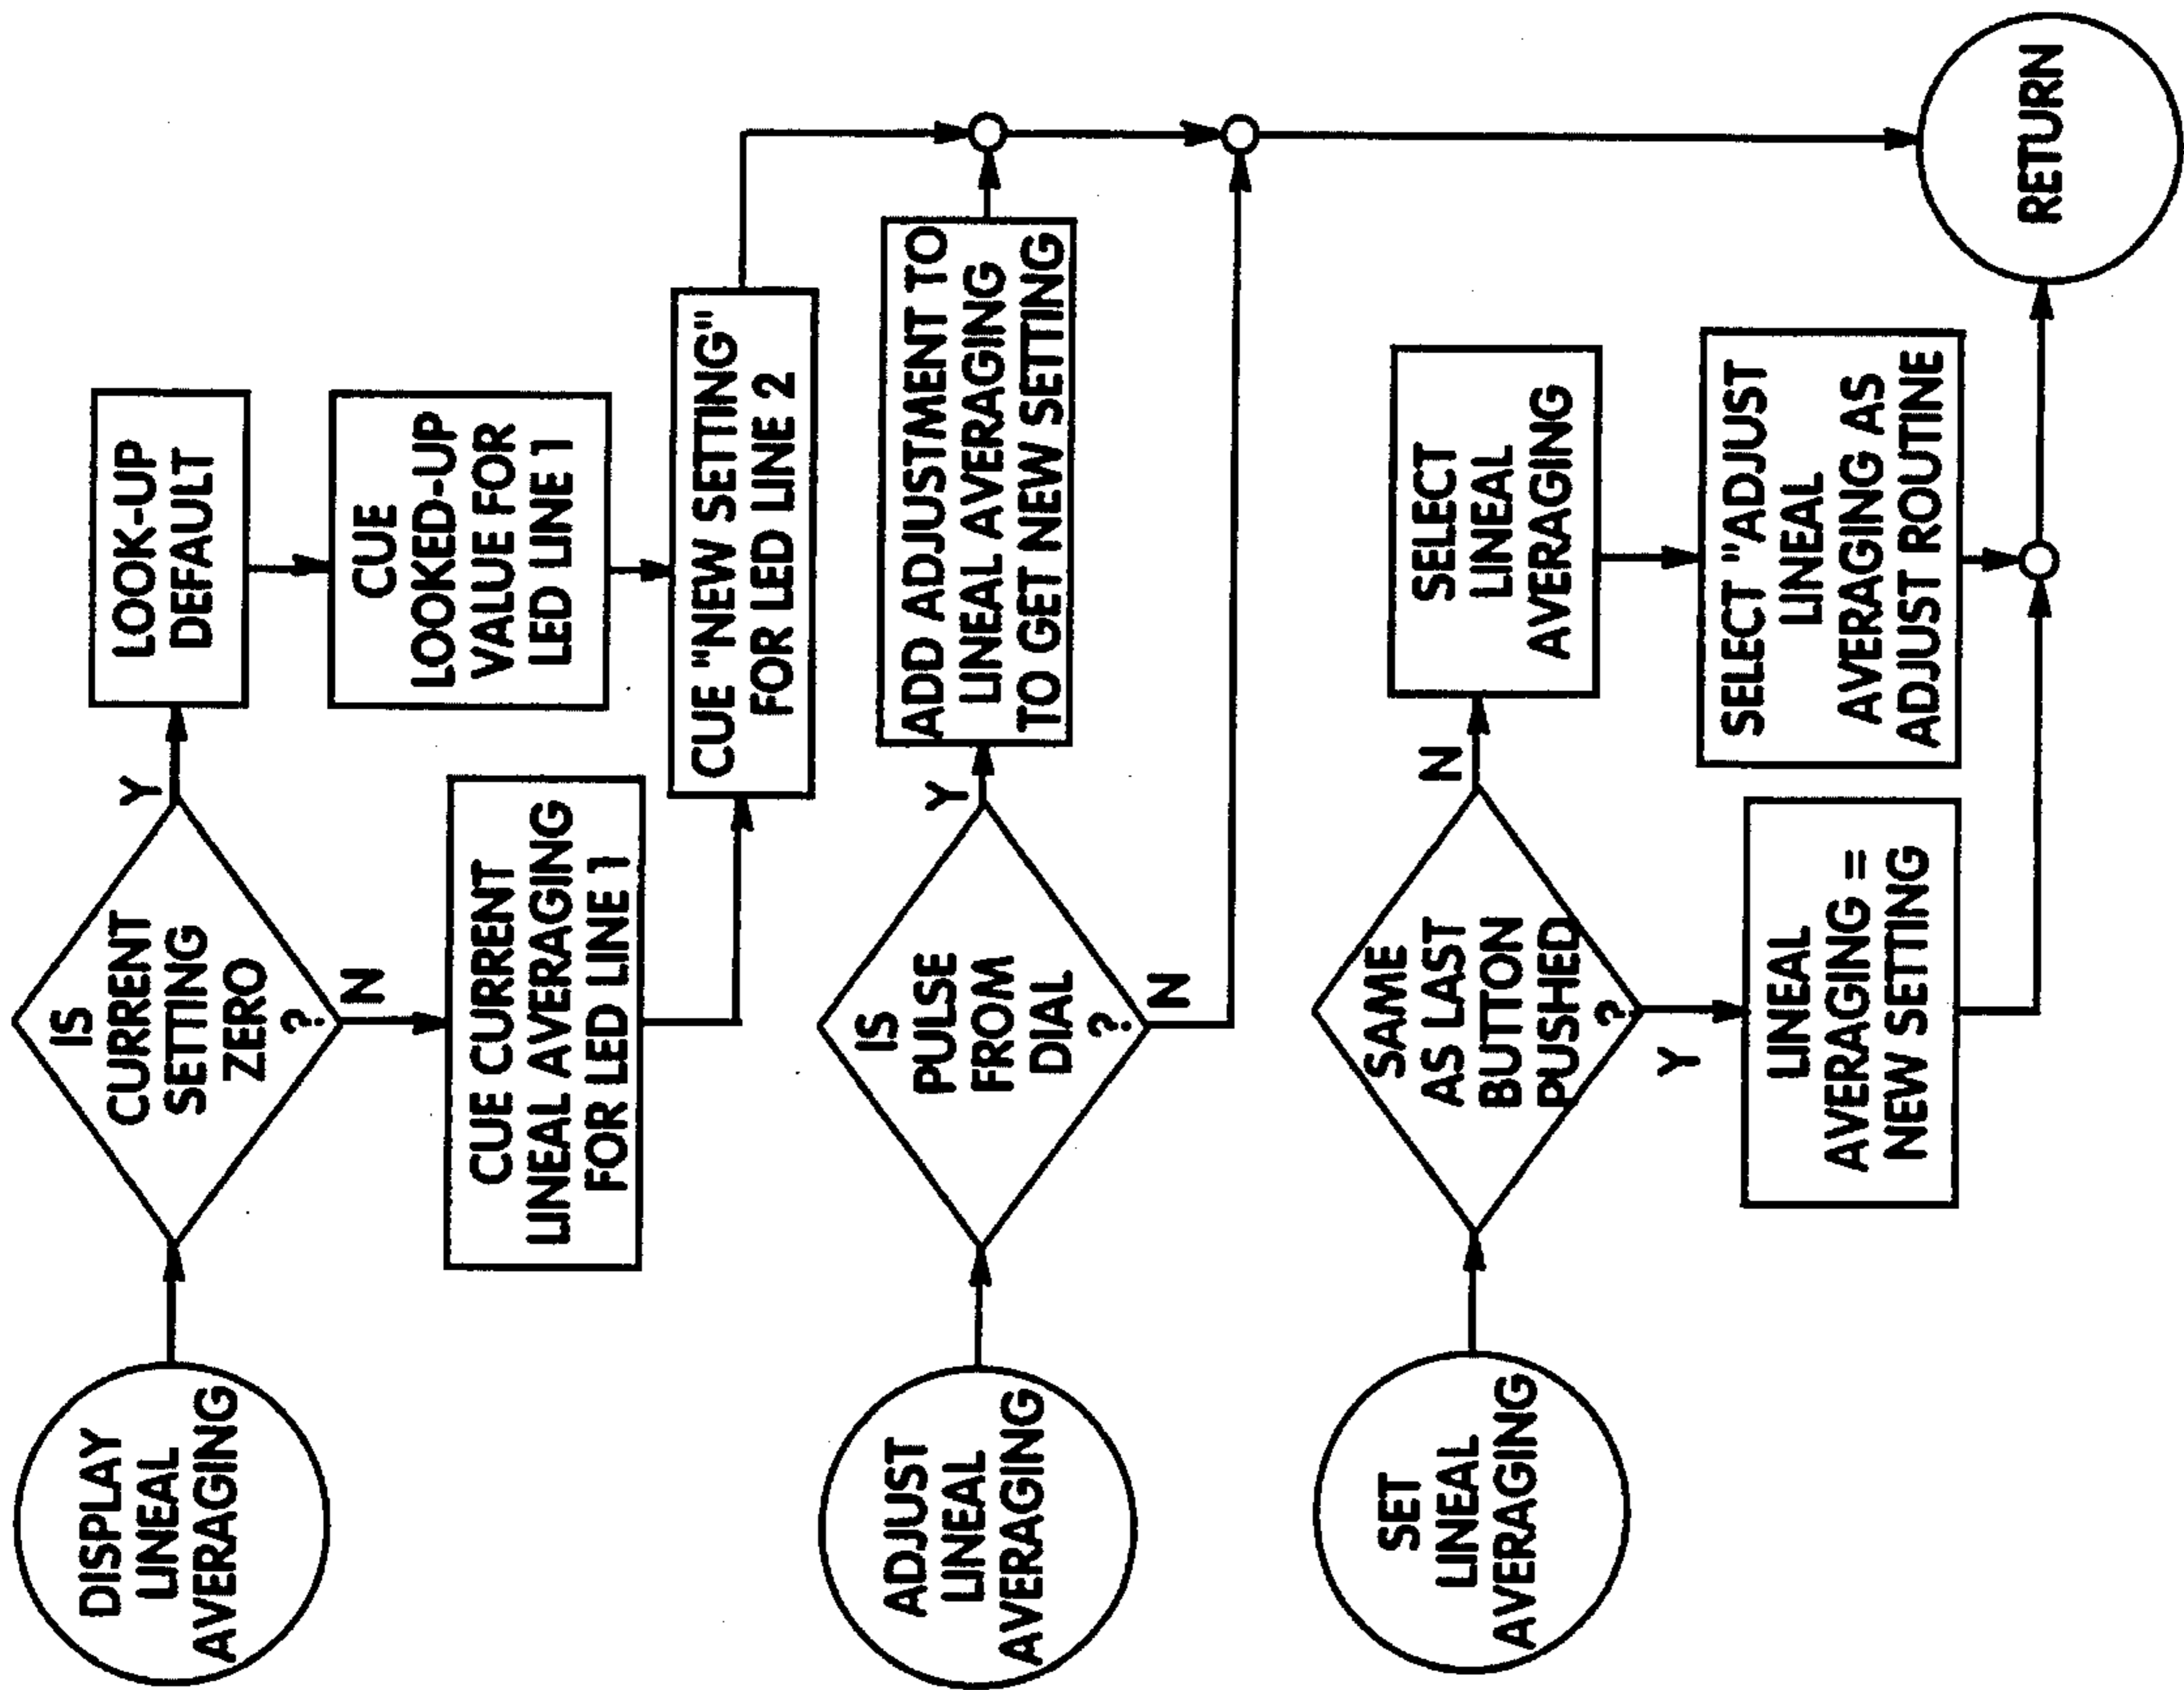 DISPLAY
LINEAL
AVERAGING
IS
CURRENT
SETTING
ZERO
?
Y
N
LOOK-UP
DEFAULT
CUE
LOOKED-UP
VALUE FOR
LED LINE 1
CUE CURRENT
LINEAL AVERAGING
FOR LED LINE 1
CUE "NEW SETTING"
FOR LED LINE 2
ADJUST
LINEAL
AVERAGING
IS
PULSE
FROM
DIAL
?
Y
N
ADD ADJUSTMENT TO
LINEAL AVERAGING
TO GET NEW SETTING
SET
LINEAL
AVERAGING
SAME
AS LAST
BUTTON
PUSHED
?
N
Y
SELECT
LINEAL
AVERAGING
SELECT "ADJUST
LINEAL
AVERAGING AS
ADJUST ROUTINE
LINEAL
AVERAGING =
NEW SETTING
RETURN